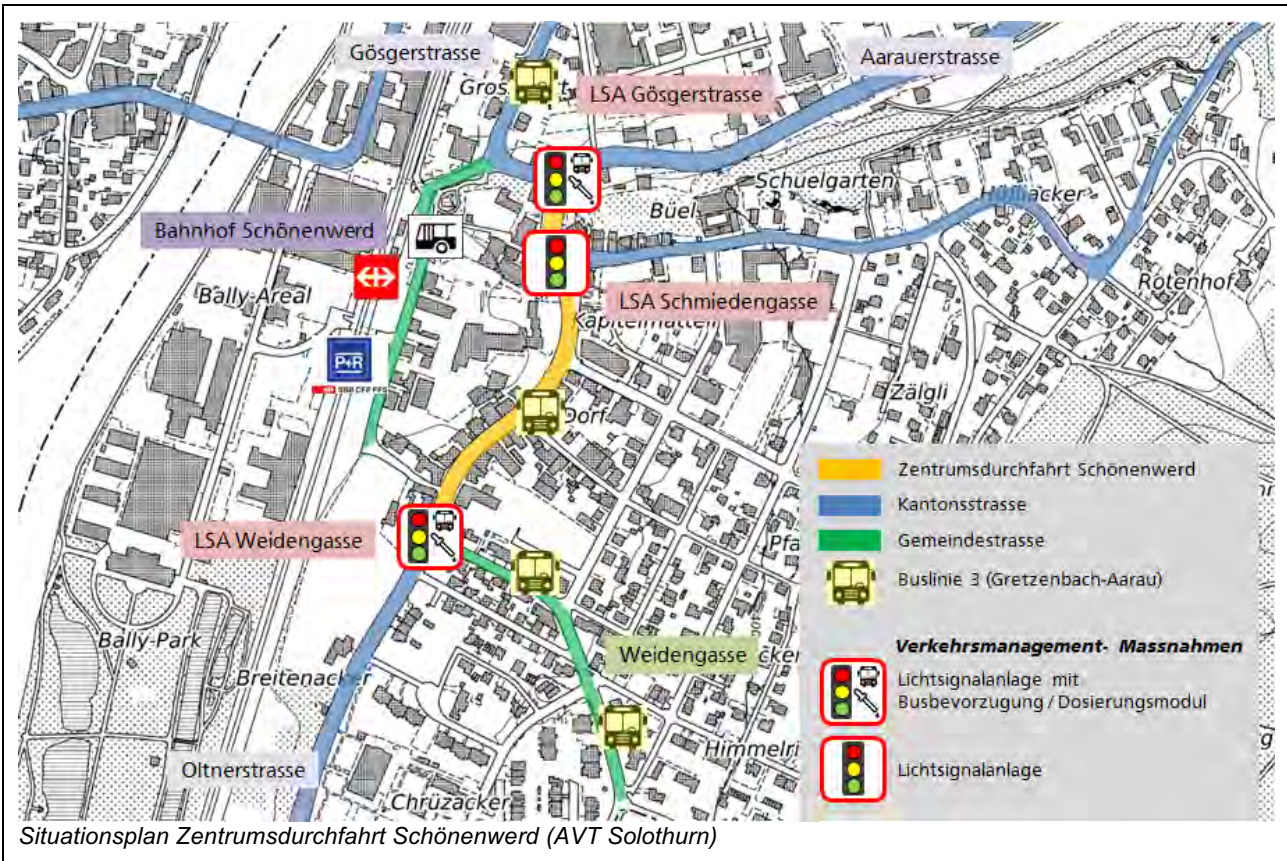 Gösgerstrasse
Aarauerstrasse
LSA Gösgerstrasse
Schuelgarten
Büel
Hüüliacker
Bahnhof Schönenwerd
Rotenhof
Bally-Areal
LSA Schmiedengasse
P+R
SBB CFF FFS
Zälgli
Dorf
Zentrumsdurchfahrt Schönenwerd
Kantonsstrasse
LSA Weidengasse
Gemeindestrasse
Buslinie 3 (Gretzenbach-Aarau)
Bally-Park
Weidengasse
Verkehrsmanagement- Massnahmen
Breitenacker
Lichtsignalanlage mit
Busbevorzugung / Dosierungsmodul
Oltnerstrasse
Himmelri
Lichtsignalanlage
Chrüzacker
Situationsplan Zentrumsdurchfahrt Schönenwerd (AVT Solothurn)